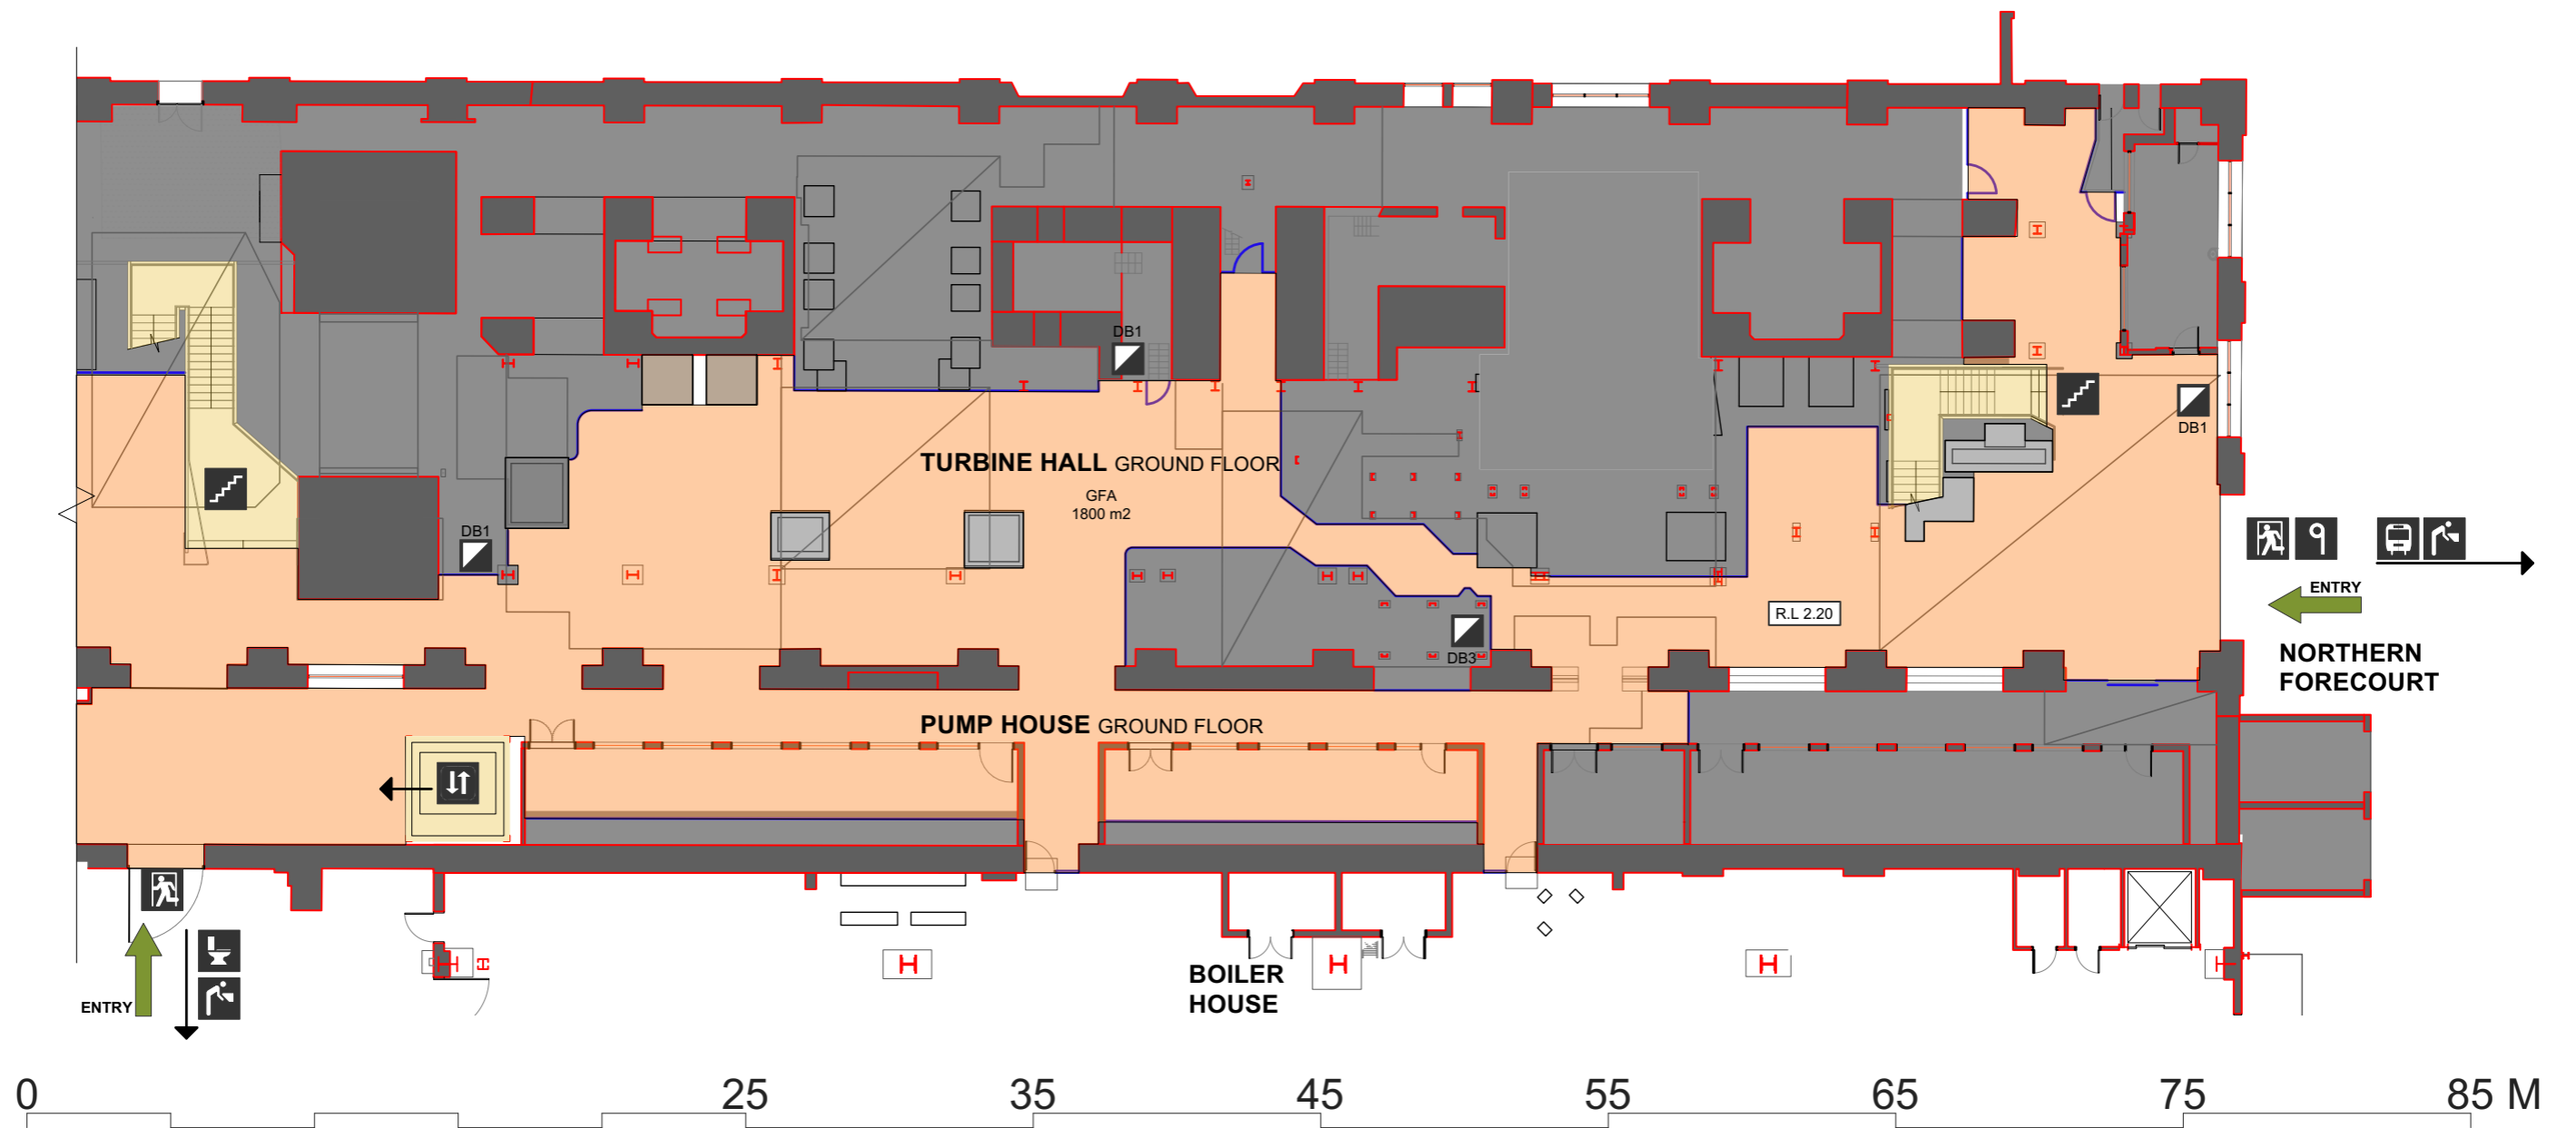 DB1
TURBINE HALL GROUND FLOOR
GFA
1800 m2
DB1
DB1
DB3
R.L 2.20
ENTRY
NORTHERN
FORECOURT
PUMP HOUSE GROUND FLOOR
BOILER
HOUSE
ENTRY
0 25 35 45 55 65 75 85 M